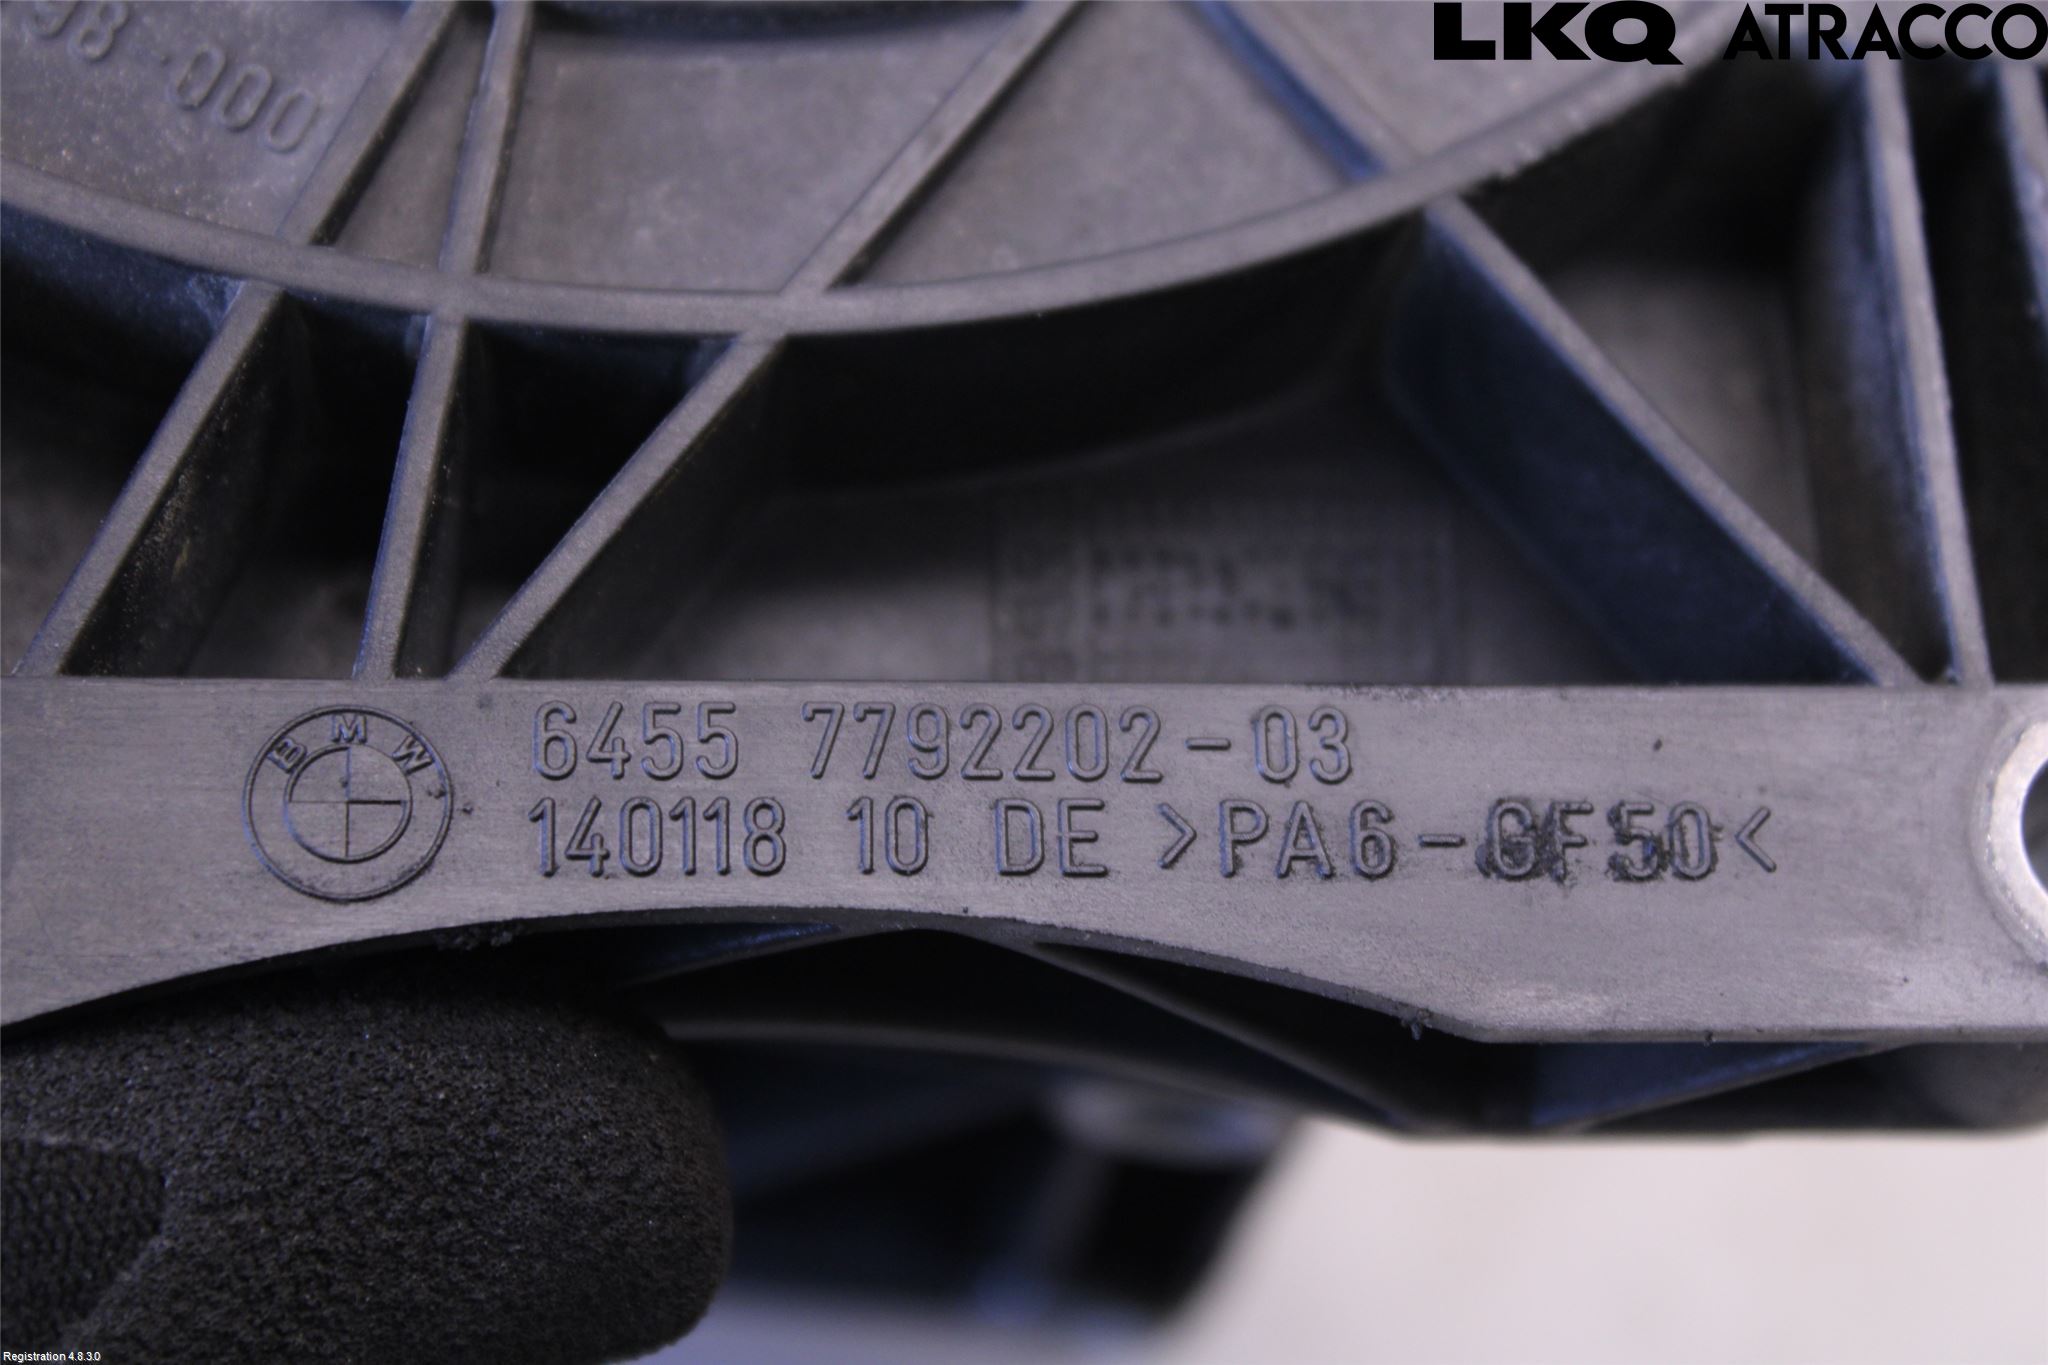 LKQ ATRACCO
98-000
BMW
6455 7792202-03
140118 10 DE >PA6-GF50<
Registration 4.8.3.0